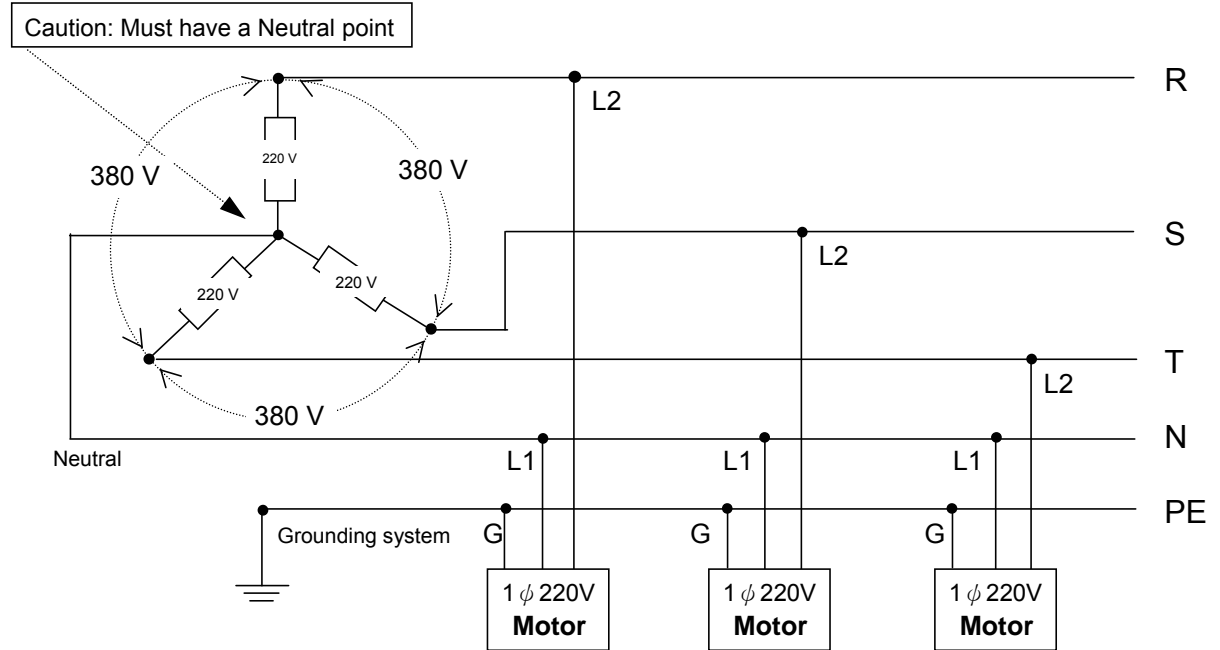 Caution: Must have a Neutral point
R
L2
380 V
220 V
380 V
S
L2
220 V
220 V
T
L2
380 V
N
Neutral
L1
L1
L1
PE
Grounding system
G
G
G
1 ϕ 220V
Motor
1 ϕ 220V
Motor
1 ϕ 220V
Motor